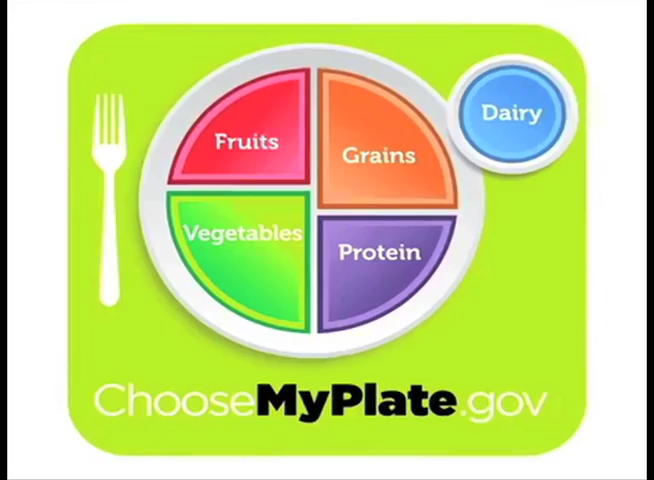 Fruits
Grains
Dairy
Vegetables
Protein
ChooseMyPlate.gov